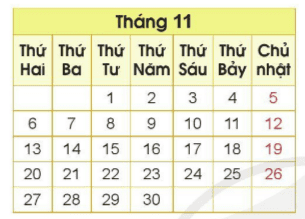 Tháng 11
Thứ Hai Thứ Ba Thứ Tư Thứ Năm Thứ Sáu Thứ Bảy Chủ nhật
1 2 3 4 5
6 7 8 9 10 11 12
13 14 15 16 17 18 19
20 21 22 23 24 25 26
27 28 29 30